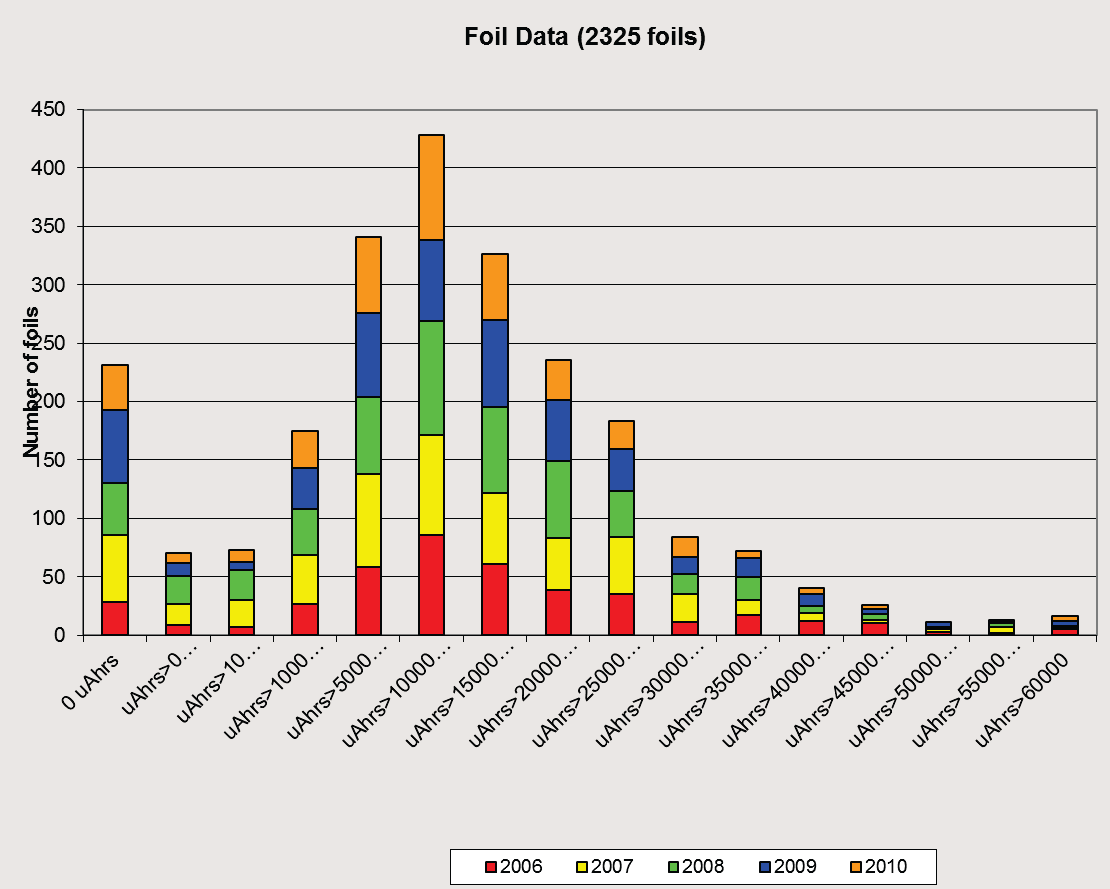 Foil Data (2325 foils)
450
400
350
300
250
200
150
100
50
0
Number of foils
0 uAhrs
uAhrs>0...
uAhrs> 10...
uAhrs>1000...
uAhrs>5000...
uAhrs>10000...
uAhrs>15000...
uAhrs>20000...
uAhrs>25000...
uAhrs>30000...
uAhrs>35000...
uAhrs>40000...
uAhrs>45000...
uAhrs>50000...
uAhrs>55000...
uAhrs>60000
2006 2007 2008 2009 2010